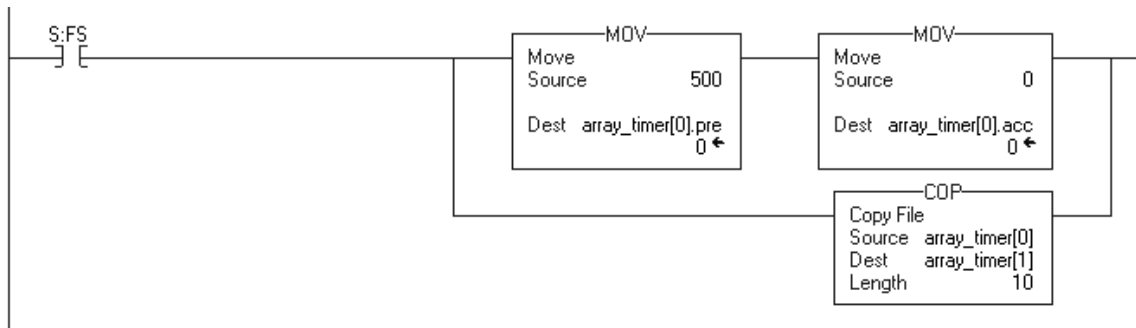 S:FS
MOV
Move
Source 500
Dest array_timer[0].pre
0
MOV
Move
Source 0
Dest array_timer[0].acc
0
COP
Copy File
Source array_timer[0]
Dest array_timer[1]
Length 10